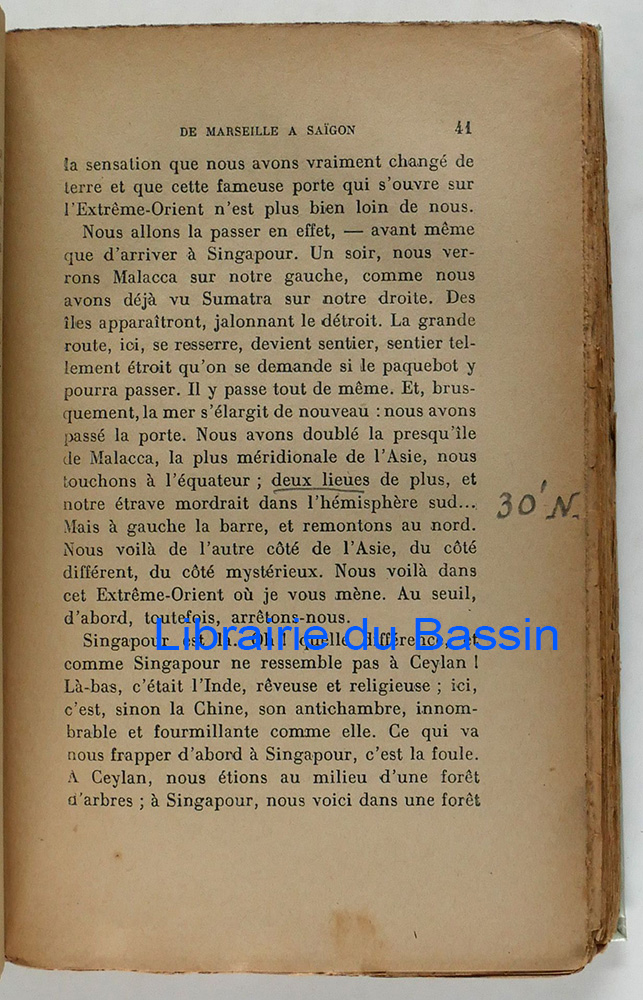 DE MARSEILLE A SAÏGON 41
la sensation que nous avons vraiment changé de
terre et que cette fameuse porte qui s'ouvre sur
l'Extrême-Orient n'est plus bien loin de nous.
Nous allons la passer en effet, — avant même
que d'arriver à Singapour. Un soir, nous ver-
rons Malacca sur notre gauche, comme nous
avons déjà vu Sumatra sur notre droite. Des
îles apparaîtront, jalonnant le détroit. La grande
route, ici, se resserre, devient sentier, sentier tel-
lement étroit qu'on se demande si le paquebot y
pourra passer. Il y passe tout de même. Et, brus-
quement, la mer s'élargit de nouveau : nous avons
passé la porte. Nous avons doublé la presqu'île
de Malacca, la plus méridionale de l'Asie, nous
touchons à l'équateur ; deux lieues de plus, et
notre étrave mordrait dans l'hémisphère sud...
30' N.
Mais à gauche la barre, et remontons au nord.
Nous voilà de l'autre côté de l'Asie, du côté
différent, du côté mystérieux. Nous voilà dans
cet Extrême-Orient où je vous mène. Au seuil,
d'abord, toutefois, arrêtons-nous.
Singapour est là. Oh ! quelle différence, et
Librairie du Bassin
comme Singapour ne ressemble pas à Ceylan !
Là-bas, c'était l'Inde, rêveuse et religieuse ; ici,
c'est, sinon la Chine, son antichambre, innom-
brable et fourmillante comme elle. Ce qui va
nous frapper d'abord à Singapour, c'est la foule.
A Ceylan, nous étions au milieu d'une forêt
d'arbres ; à Singapour, nous voici dans une forêt